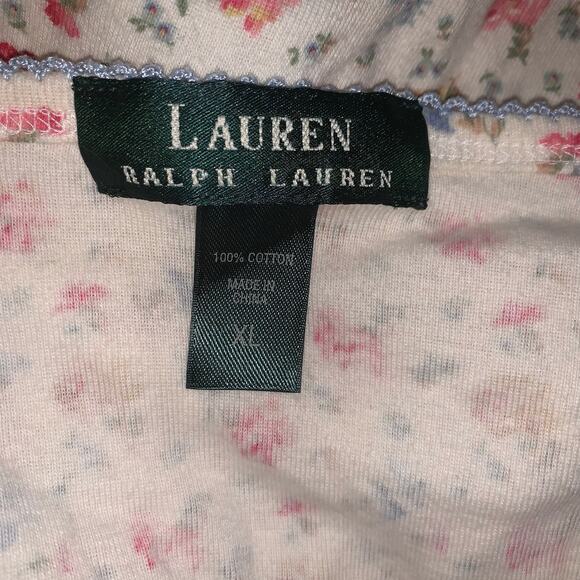 LAUREN
RALPH LAUREN
100% COTTON
MADE IN
CHINA
XL